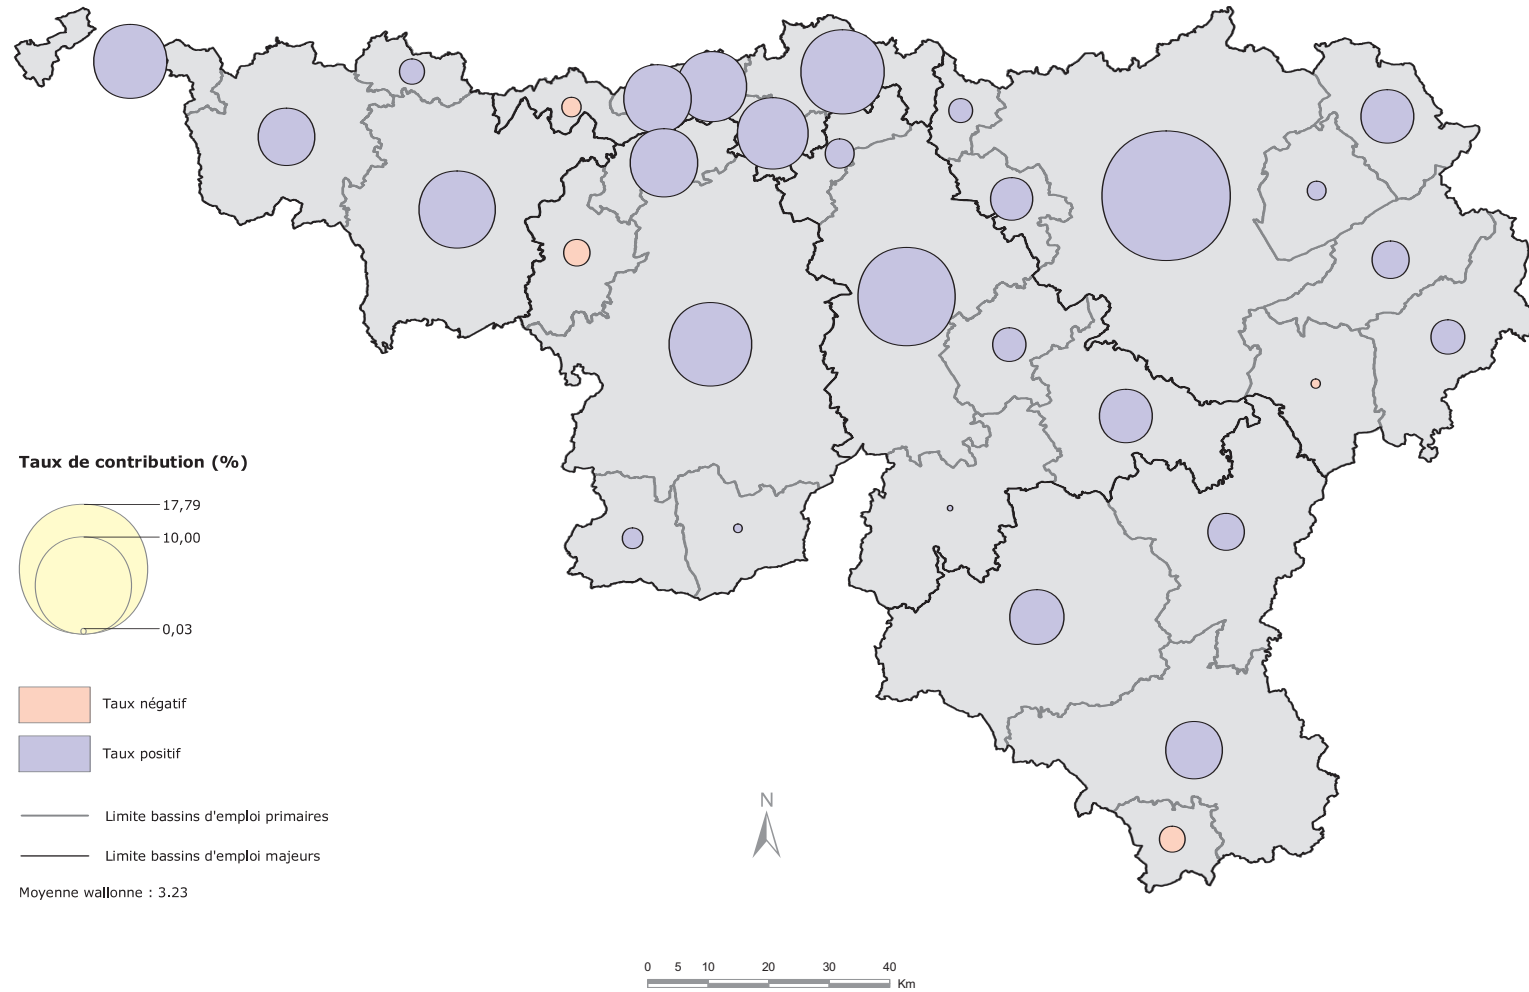 Taux de contribution (%)
17,79
10,00
0,03
Taux négatif
Taux positif
Limite bassins d'emploi primaires
Limite bassins d'emploi majeurs
Moyenne wallonne : 3.23
N
0 5 10 20 30 40
Km